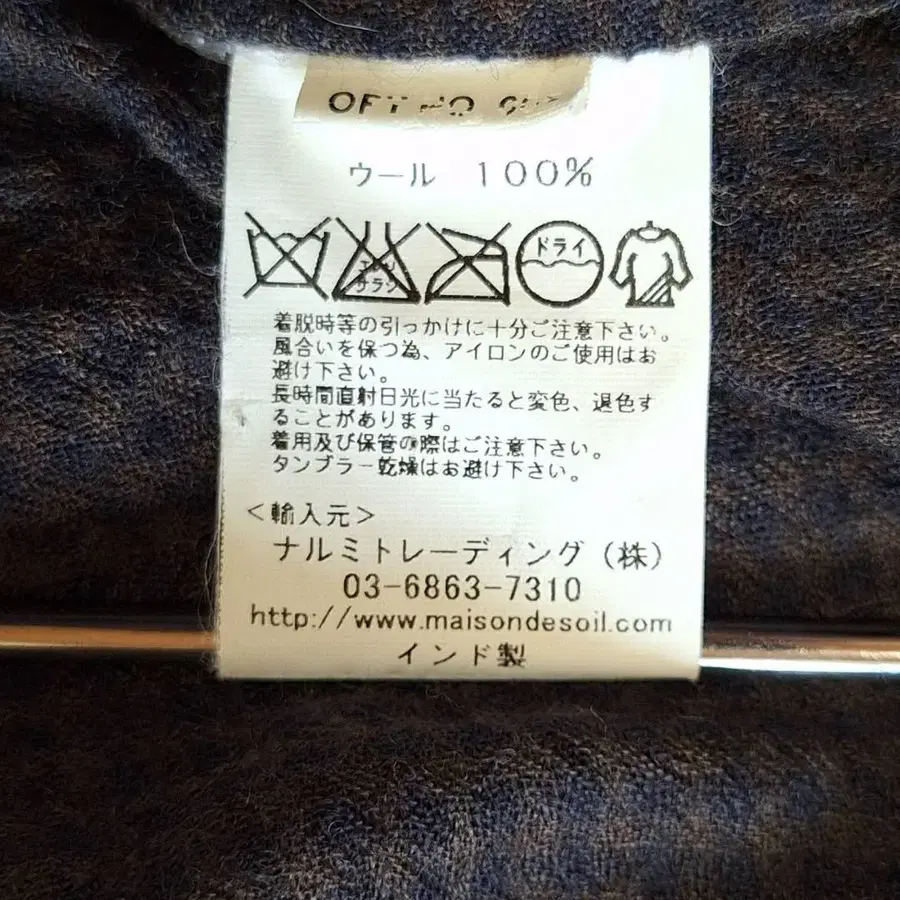 ウール 100%
エンソ
サラシ
ドライ
着脱時等の引っかけに十分ご注意下さい。
風合いを保つ為、アイロンのご使用はお
避け下さい。
長時間直射日光に当たると変色、退色す
ることがあります。
着用及び保管の際はご注意下さい。
タンブラー乾燥はお避け下さい。
<輸入元>
ナルミトレーディング(株)
03-6863-7310
http://www.maisondesoil.com
インド製